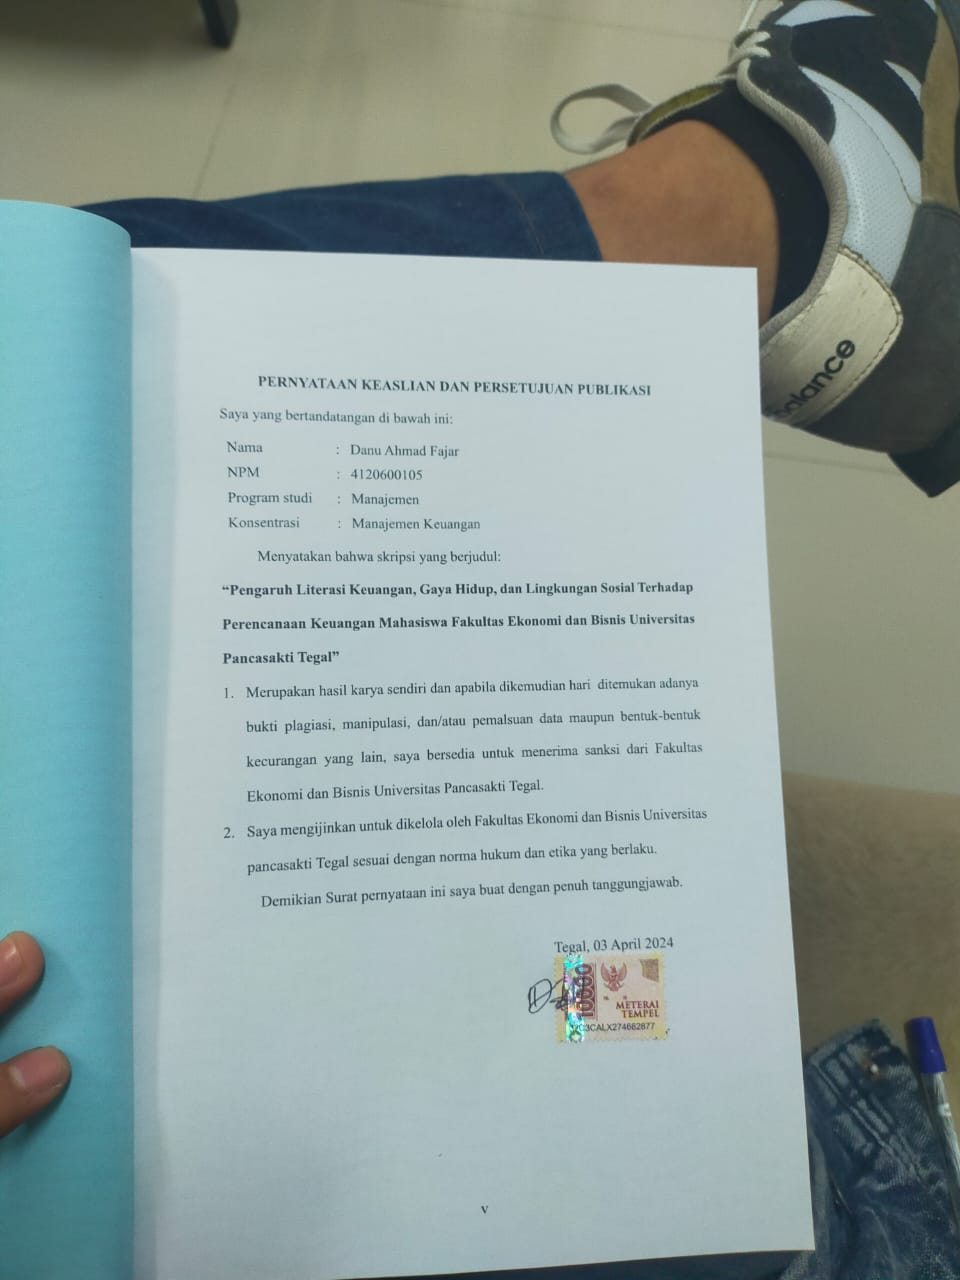 balance
PERNYATAAN KEASLIAN DAN PERSETUJUAN PUBLIKASI
Saya yang bertandatangan di bawah ini:
Nama : Danu Ahmad Fajar
NPM : 4120600105
Program studi : Manajemen
Konsentrasi : Manajemen Keuangan
Menyatakan bahwa skripsi yang berjudul:
“Pengaruh Literasi Keuangan, Gaya Hidup, dan Lingkungan Sosial Terhadap
Perencanaan Keuangan Mahasiswa Fakultas Ekonomi dan Bisnis Universitas
Pancasakti Tegal”
1. Merupakan hasil karya sendiri dan apabila dikemudian hari ditemukan adanya
bukti plagiasi, manipulasi, dan/atau pemalsuan data maupun bentuk-bentuk
kecurangan yang lain, saya bersedia untuk menerima sanksi dari Fakultas
Ekonomi dan Bisnis Universitas Pancasakti Tegal.
2. Saya mengijinkan untuk dikelola oleh Fakultas Ekonomi dan Bisnis Universitas
pancasakti Tegal sesuai dengan norma hukum dan etika yang berlaku.
Demikian Surat pernyataan ini saya buat dengan penuh tanggungjawab.
Tegal, 03 April 2024
10000
METERAI
TEMPEL
v